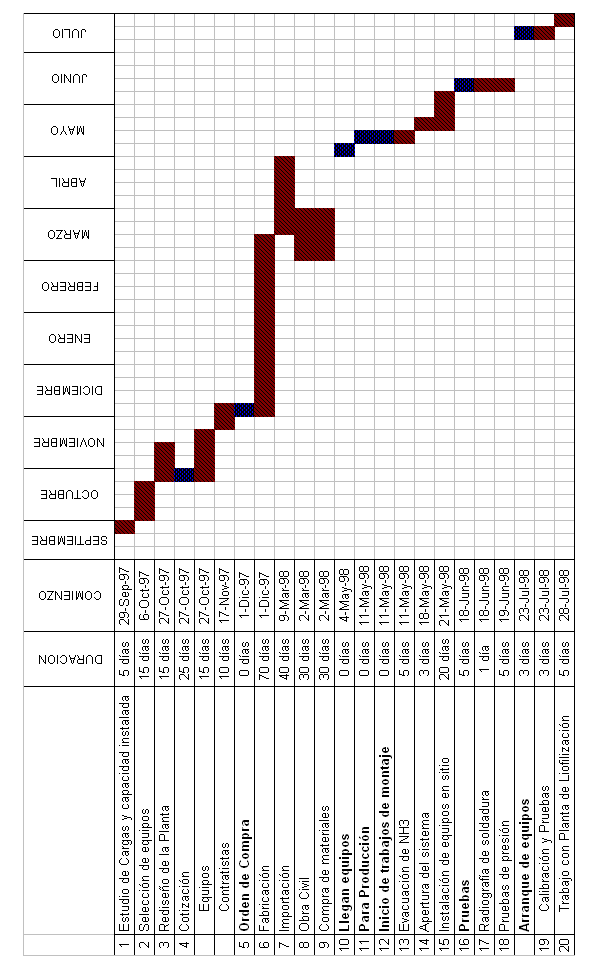 DURACION COMIENZO SEPTIEMBRE OCTUBRE NOVIEMBRE DICIEMBRE ENERO FEBRERO MARZO ABRIL MAYO JUNIO JULIO
1 Estudio de Cargas y capacidad instalada 5 días 29-Sep-97
2 Selección de equipos 15 días 6-Oct-97
3 Rediseño de la Planta 15 días 27-Oct-97
4 Cotización 25 días 27-Oct-97
Equipos 15 días 27-Oct-97
Contratistas 10 días 17-Nov-97
5 Orden de Compra 0 días 1-Dic-97
6 Fabricación 70 días 1-Dic-97
7 Importación 40 días 9-Mar-98
8 Obra Civil 30 días 2-Mar-98
9 Compra de materiales 30 días 2-Mar-98
10 Llegan equipos 0 días 4-May-98
11 Para Producción 0 días 11-May-98
12 Inicio de trabajos de montaje 0 días 11-May-98
13 Evacuación de NH3 5 días 11-May-98
14 Apertura del sistema 3 días 18-May-98
15 Instalación de equipos en sitio 20 días 21-May-98
16 Pruebas 5 días 18-Jun-98
17 Radiografía de soldadura 1 día 18-Jun-98
18 Pruebas de presión 5 días 19-Jun-98
Arranque de equipos 3 días 23-Jul-98
19 Calibración y Pruebas 3 días 23-Jul-98
20 Trabajo con Planta de Liofilización 5 días 28-Jul-98